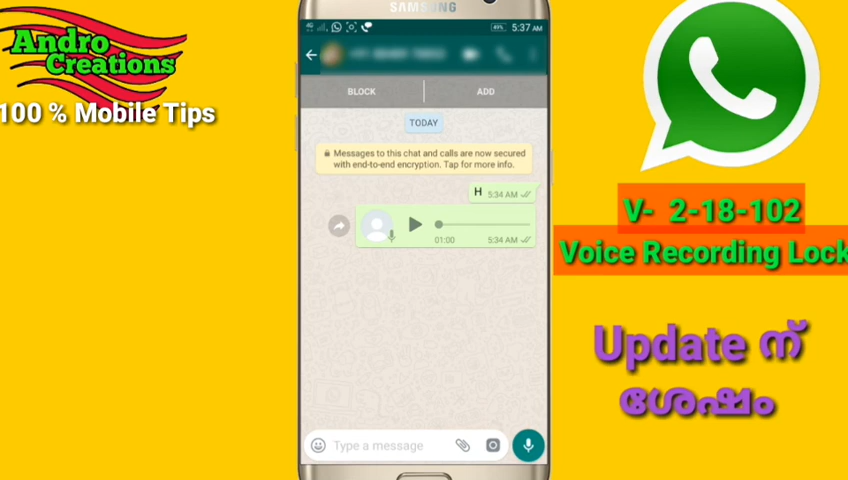 Andro
Creations
100 % Mobile Tips
SAMSUNG
49% 5:37 AM
BLOCK
ADD
TODAY
Messages to this chat and calls are now secured
with end-to-end encryption. Tap for more info.
H 5:34 AM
01:00 5:34 AM
Type a message
V- 2-18-102
Voice Recording Lock
Update ന്
ശേഷം